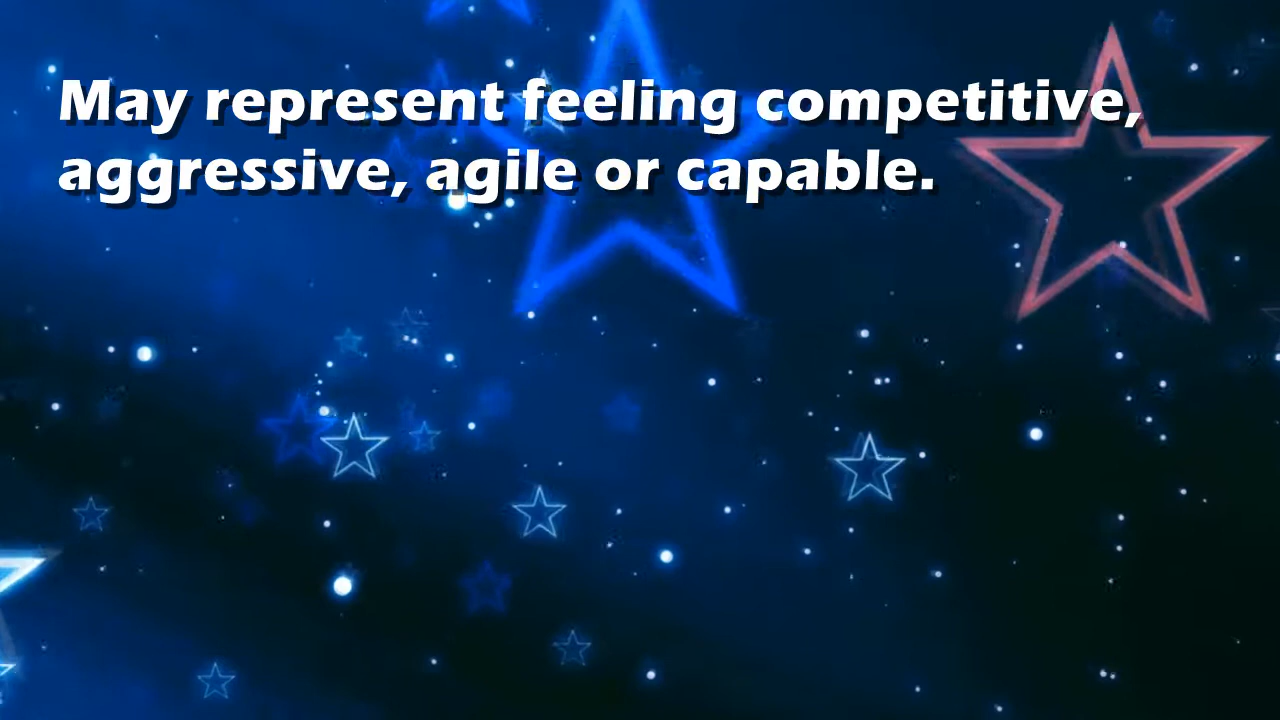 May represent feeling competitive,
aggressive, agile or capable.